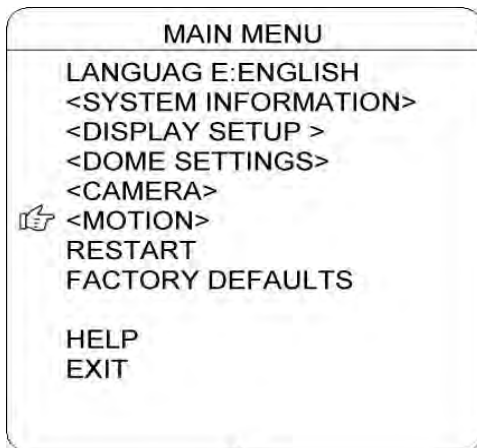 MAIN MENU
LANGUAG E:ENGLISH
<SYSTEM INFORMATION>
<DISPLAY SETUP >
<DOME SETTINGS>
<CAMERA>
<MOTION>
RESTART
FACTORY DEFAULTS
HELP
EXIT